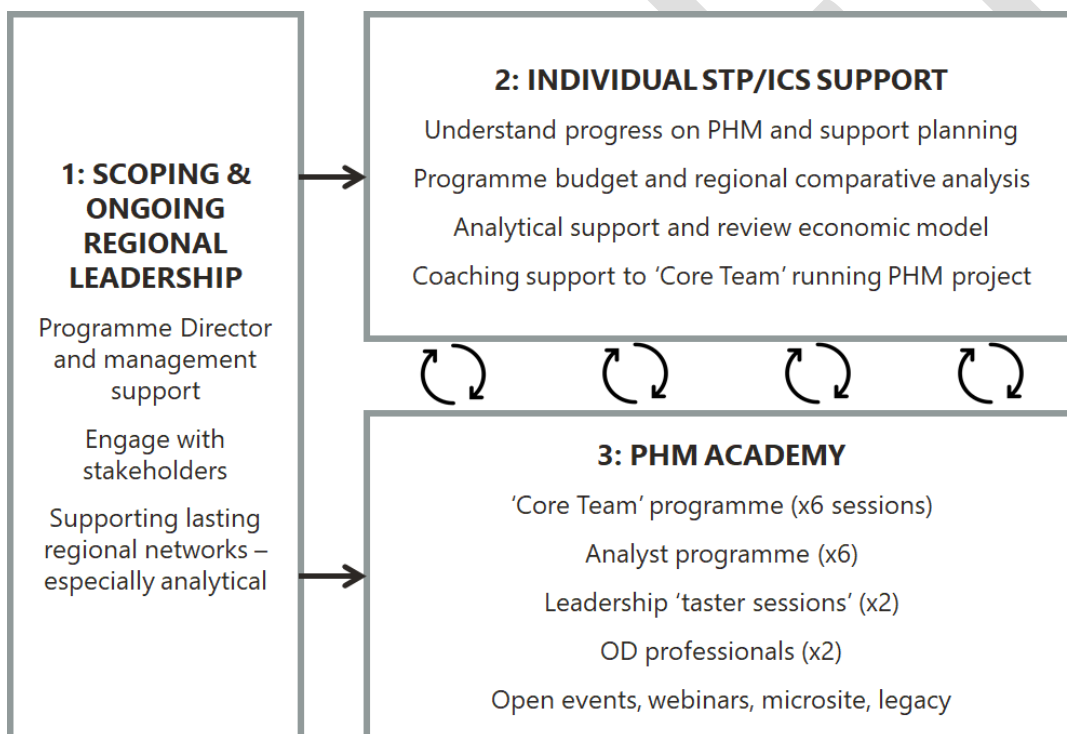 1: SCOPING &
ONGOING
REGIONAL
LEADERSHIP
Programme Director
and management
support
Engage with
stakeholders
Supporting lasting
regional networks –
especially analytical
2: INDIVIDUAL STP/ICS SUPPORT
Understand progress on PHM and support planning
Programme budget and regional comparative analysis
Analytical support and review economic model
Coaching support to ‘Core Team’ running PHM project
3: PHM ACADEMY
‘Core Team’ programme (x6 sessions)
Analyst programme (x6)
Leadership ‘taster sessions’ (x2)
OD professionals (x2)
Open events, webinars, microsite, legacy